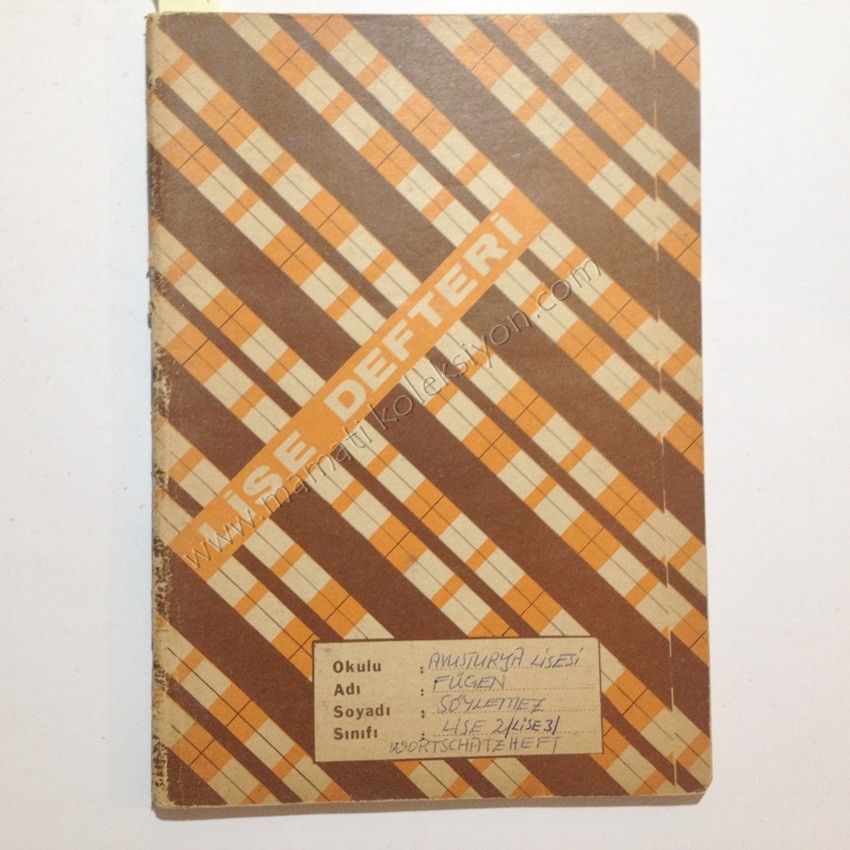 LİSE DEFTERİ
www.mamatikoleksiyon.com
Okulu : AVUSTURYA LİSESİ
Adı : FÜGEN
Soyadı : SÖYLEMEZ
Sınıfı : LİSE 2/LİSE 3/
WORTSCHATZHEFT